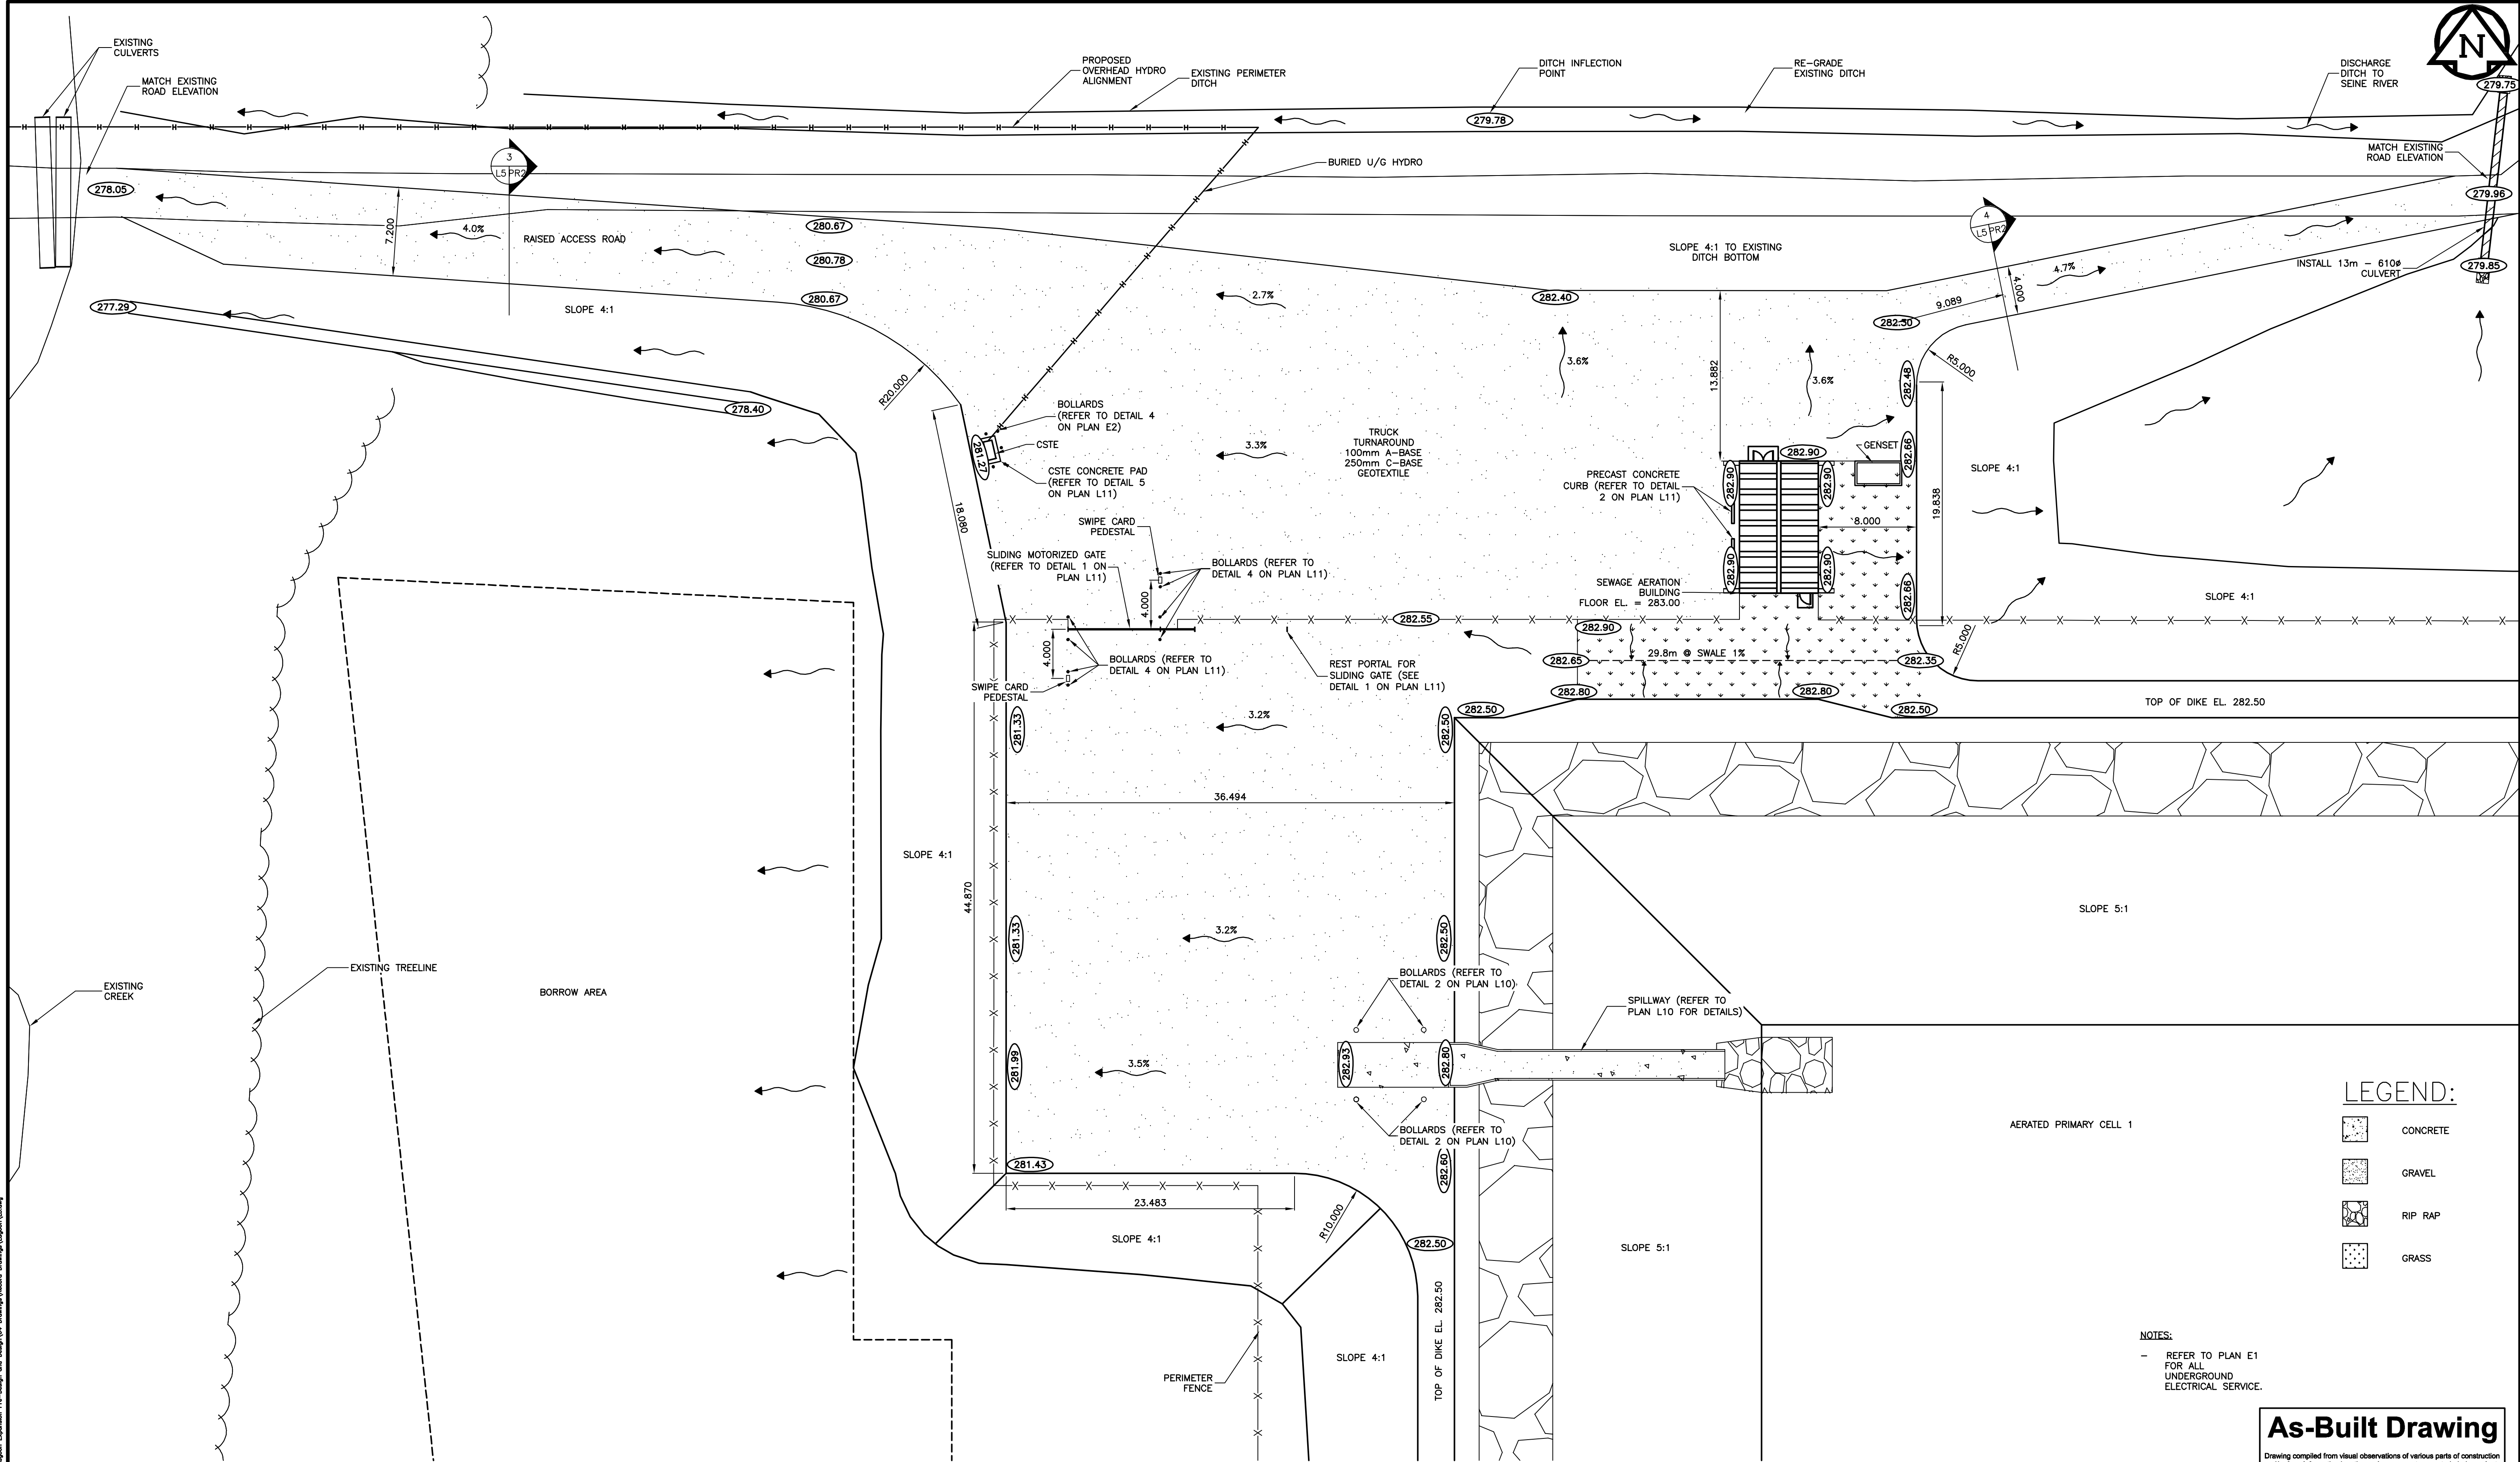 EXISTING
CULVERTS
MATCH EXISTING
ROAD ELEVATION
PROPOSED
OVERHEAD HYDRO
ALIGNMENT
EXISTING PERIMETER
DITCH
DITCH INFLECTION
POINT
279.78
RE-GRADE
EXISTING DITCH
DISCHARGE
DITCH TO
SEINE RIVER
N
279.75
MATCH EXISTING
ROAD ELEVATION
279.96
279.85
INSTALL 13m - 610ø
CULVERT
3
L5 PR2
BURIED U/G HYDRO
278.05
7.200
4.0%
RAISED ACCESS ROAD
280.67
280.78
280.67
277.29
SLOPE 4:1
278.40
R20.000
2.7%
SLOPE 4:1 TO EXISTING
DITCH BOTTOM
4
L5 PR2
4.7%
4.000
9.089
282.40
282.30
3.6%
3.6%
13.882
R5.000
282.48
BOLLARDS
(REFER TO DETAIL 4
ON PLAN E2)
CSTE
281.27
CSTE CONCRETE PAD
(REFER TO DETAIL 5
ON PLAN L11)
18.080
3.3%
TRUCK
TURNAROUND
100mm A-BASE
250mm C-BASE
GEOTEXTILE
PRECAST CONCRETE
CURB (REFER TO DETAIL
2 ON PLAN L11)
282.90
282.90
282.90
GENSET
282.66
SLOPE 4:1
19.838
8.000
SWIPE CARD
PEDESTAL
SLIDING MOTORIZED GATE
(REFER TO DETAIL 1 ON
PLAN L11)
BOLLARDS (REFER TO
DETAIL 4 ON PLAN L11)
4.000
282.90
282.90
SEWAGE AERATION
BUILDING
FLOOR EL. = 283.00
282.66
SLOPE 4:1
282.55
282.90
4.000
BOLLARDS (REFER TO
DETAIL 4 ON PLAN L11)
SWIPE CARD
PEDESTAL
REST PORTAL FOR
SLIDING GATE (SEE
DETAIL 1 ON PLAN L11)
282.65
29.8m @ SWALE 1%
282.35
R5.000
282.80
282.80
282.50
282.50
TOP OF DIKE EL. 282.50
281.33
3.2%
282.50
36.494
SLOPE 4:1
44.870
281.33
3.2%
282.50
SLOPE 5:1
EXISTING
CREEK
EXISTING TREELINE
BORROW AREA
BOLLARDS (REFER TO
DETAIL 2 ON PLAN L10)
SPILLWAY (REFER TO
PLAN L10 FOR DETAILS)
281.99
3.5%
282.93
282.80
BOLLARDS (REFER TO
DETAIL 2 ON PLAN L10)
AERATED PRIMARY CELL 1
281.43
282.60
23.483
R10.000
SLOPE 4:1
282.50
SLOPE 5:1
SLOPE 4:1
TOP OF DIKE EL. 282.50
PERIMETER
FENCE
LEGEND:
CONCRETE
GRAVEL
RIP RAP
GRASS
NOTES:
- REFER TO PLAN E1
FOR ALL
UNDERGROUND
ELECTRICAL SERVICE.
As-Built Drawing
Drawing compiled from visual observations of various parts of construction